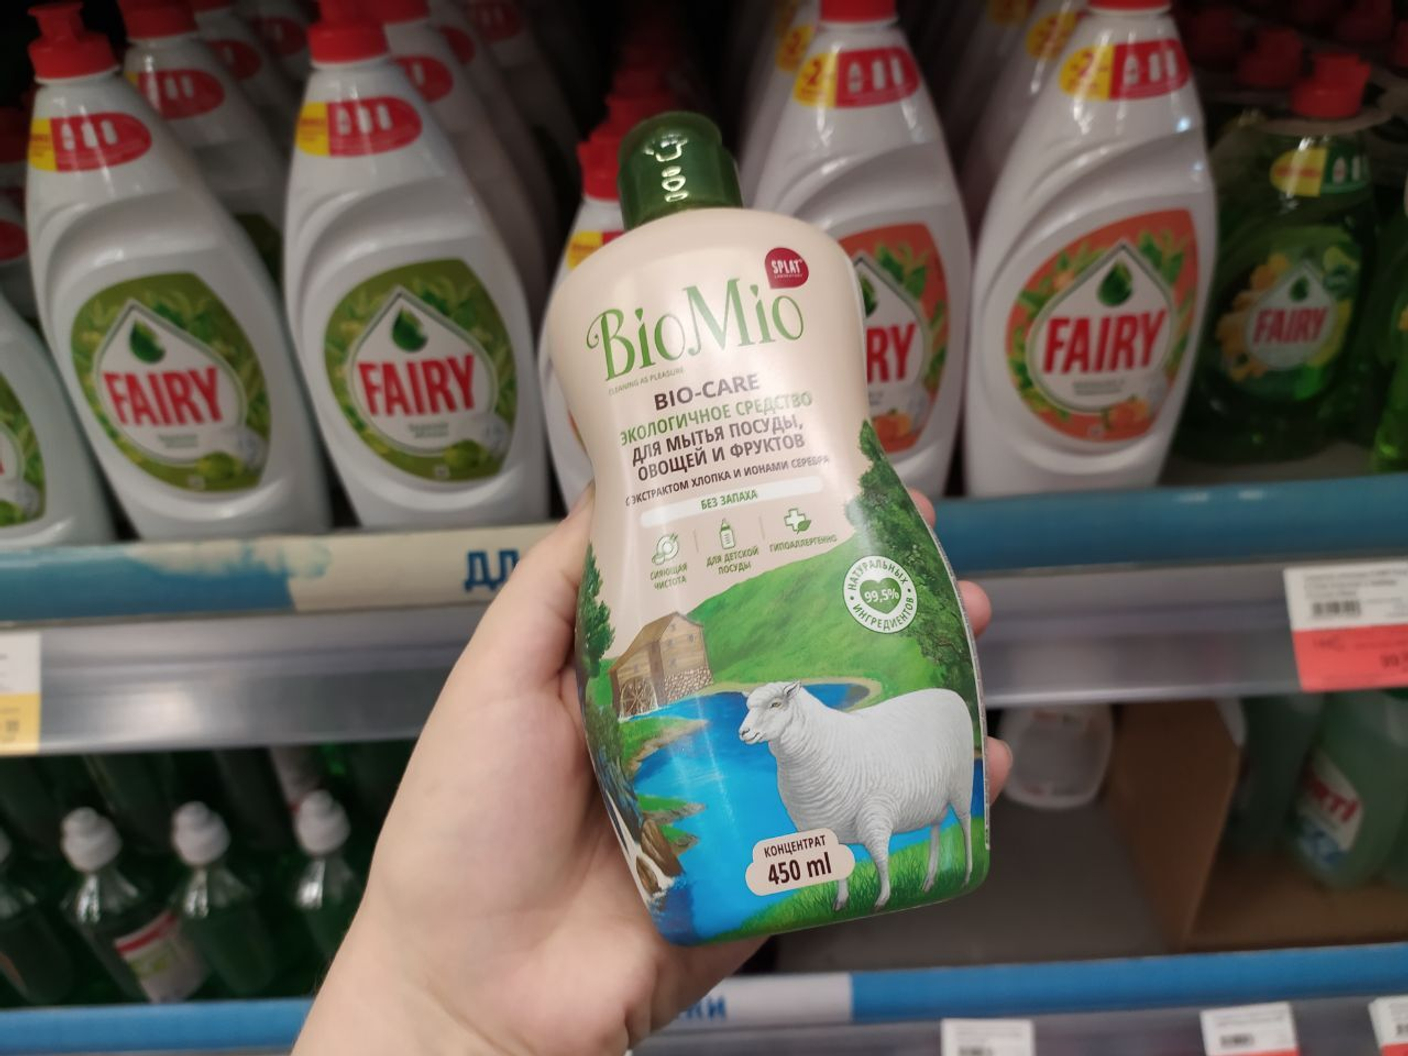 SPLAT
BioMio
CLEANING AS PLEASURE
BIO-CARE
ЭКОЛОГИЧНОЕ СРЕДСТВО
ДЛЯ МЫТЬЯ ПОСУДЫ,
ОВОЩЕЙ И ФРУКТОВ
С ЭКСТРАКТОМ ХЛОПКА И ИОНАМИ СЕРЕБРА
БЕЗ ЗАПАХА
СИЯЮЩАЯ
ЧИСТОТА
ДЛЯ ДЕТСКОЙ
ПОСУДЫ
ГИПОАЛЛЕРГЕННО
НАТУРАЛЬНЫХ
99,5%
ИНГРЕДИЕНТОВ
КОНЦЕНТРАТ
450 ml
FAIRY
FAIRY
RY
FAIRY
FAIRY
ДЛ